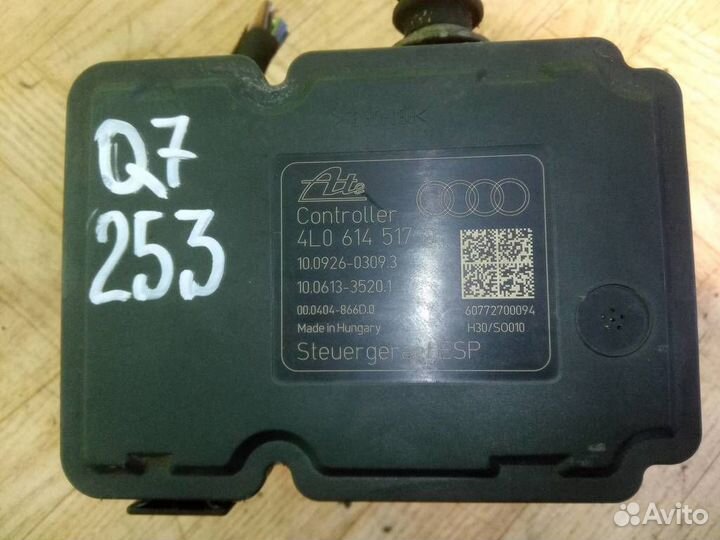 Q7
253
Ate
Controller
4L0 614 517
10.0926-0309.3
10.0613-3520.1
00.0404-866D.0
60772700094
Made in Hungary
H30/SO010
ESP
Avito